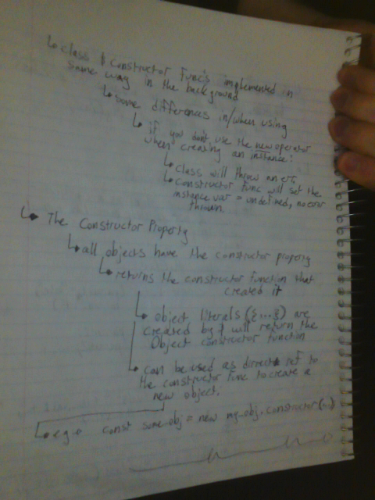 ↳ class & constructor func's implemented in
same way in the background
↳ some differences in/when using
↳ if you don't use the new operator
when creating an instance:
↳ class will throw an err
↳ constructor func will set the
instance var = undefined, no error
thrown.
↳ The Constructor Property
↳ all objects have the constructor property
↳ returns the constructor function that
created it
↳ object literals ({...}) are
created by & will return the
Object constructor function
↳ can be used as direct ref to
the constructor func to create a
new object.
↳ e.g. const some_obj = new my_obj.constructor(...)